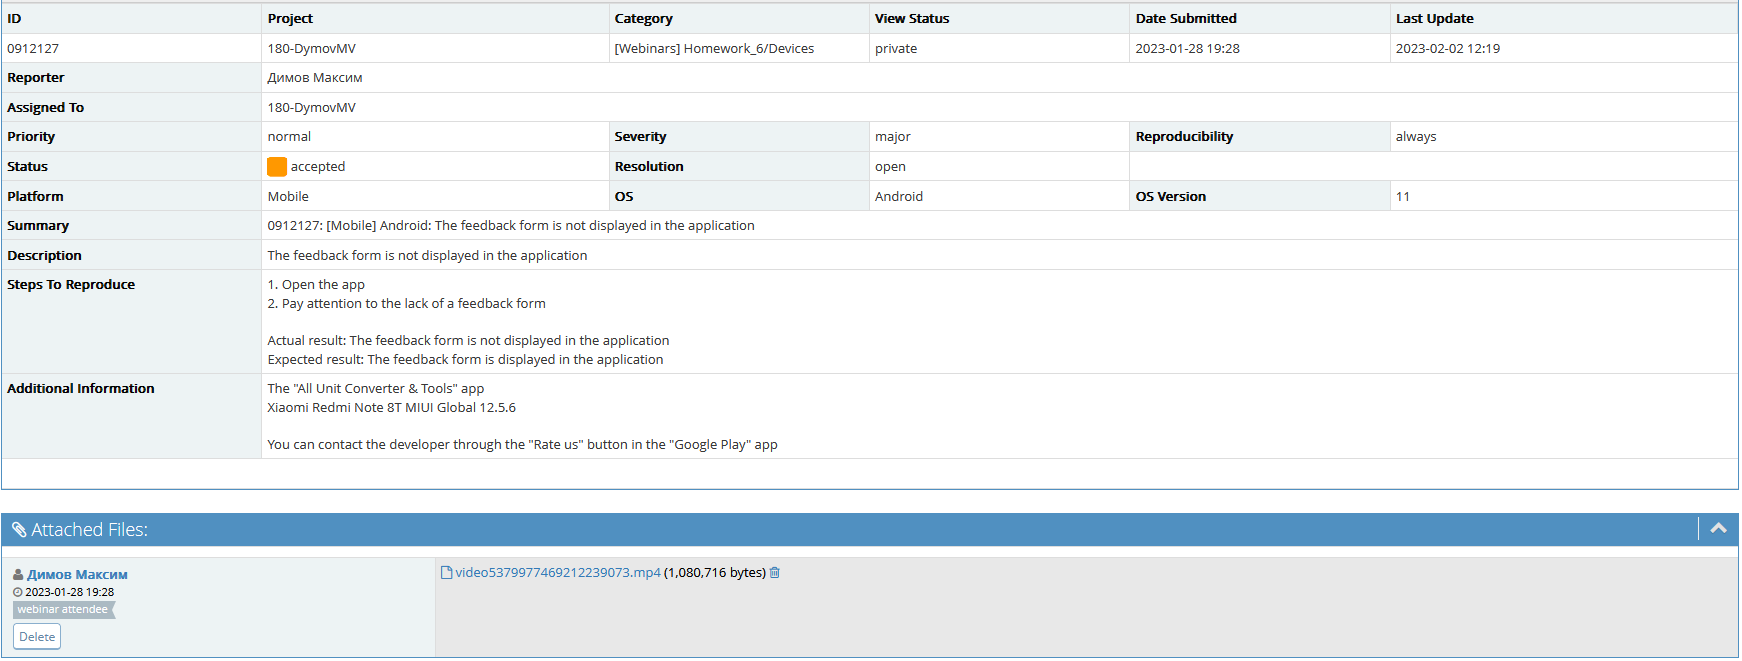 ID Project Category View Status Date Submitted Last Update
0912127 180-DymovMV [Webinars] Homework_6/Devices private 2023-01-28 19:28 2023-02-02 12:19
Reporter Димов Максим
Assigned To 180-DymovMV
Priority normal Severity major Reproducibility always
Status accepted Resolution open
Platform Mobile OS Android OS Version 11
Summary 0912127: [Mobile] Android: The feedback form is not displayed in the application
Description The feedback form is not displayed in the application
Steps To Reproduce 1. Open the app
2. Pay attention to the lack of a feedback form
Actual result: The feedback form is not displayed in the application
Expected result: The feedback form is displayed in the application
Additional Information The "All Unit Converter & Tools" app
Xiaomi Redmi Note 8T MIUI Global 12.5.6
You can contact the developer through the "Rate us" button in the "Google Play" app
Attached Files:
Димов Максим video5379977469212239073.mp4 (1,080,716 bytes)
2023-01-28 19:28
webinar attendee
Delete